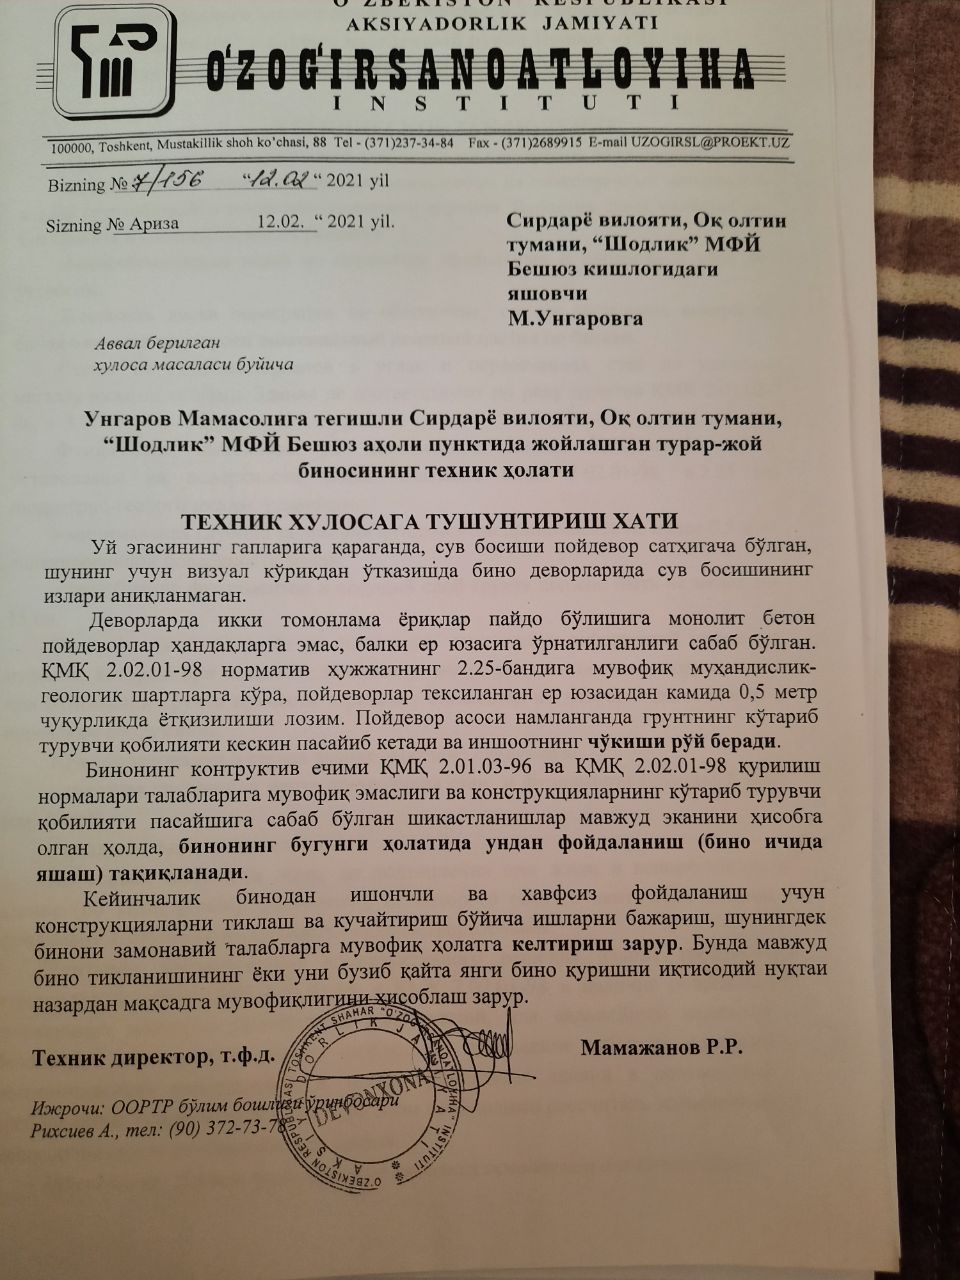 O'ZBEKISTON RESPUBLIKASI
AKSIYADORLIK JAMIYATI
O'ZOG'IRSANOATLOYIHA
INSTITUTI
100000, Toshkent, Mustakillik shoh ko'chasi, 88 Tel - (371)237-34-84 Fax - (371)2689915 E-mail UZOGIRSL@PROEKT.UZ
Bizning № 7/156 “12.02 “ 2021 yil
Sizning № Ариза 12.02. “ 2021 yil.
Сирдарё вилояти, Оқ олтин
тумани, “Шодлик” МФЙ
Бешюз кишлогидаги
яшовчи
М.Унгаровга
Аввал берилган
хулоса масаласи буйича
Унгаров Мамасолига тегишли Сирдарё вилояти, Оқ олтин тумани,
“Шодлик” МФЙ Бешюз аҳоли пунктида жойлашган турар-жой
биносининг техник ҳолати
ТЕХНИК ХУЛОСАГА ТУШУНТИРИШ ХАТИ
Уй эгасининг гапларига қараганда, сув босиши пойдевор сатҳигача бўлган,
шунинг учун визуал кўрикдан ўтказишда бино деворларида сув босишининг
излари аниқланмаган.
Деворларда икки томонлама ёриқлар пайдо бўлишига монолит бетон
пойдеворлар ҳандақларга эмас, балки ер юзасига ўрнатилганлиги сабаб бўлган.
ҚМҚ 2.02.01-98 норматив ҳужжатнинг 2.25-бандига мувофиқ муҳандислик-
геологик шартларга кўра, пойдеворлар тексиланган ер юзасидан камида 0,5 метр
чуқурликда ётқизилиши лозим. Пойдевор асоси намланганда грунтнинг кўтариб
турувчи қобилияти кескин пасайиб кетади ва иншоотнинг чўкиши рўй беради.
Бинонинг контруктив ечими ҚМҚ 2.01.03-96 ва ҚМҚ 2.02.01-98 қурилиш
нормалари талабларига мувофиқ эмаслиги ва конструкцияларнинг кўтариб турувчи
қобилияти пасайшига сабаб бўлган шикастланишлар мавжуд эканини ҳисобга
олган ҳолда, бинонинг бугунги ҳолатида ундан фойдаланиш (бино ичида
яшаш) тақиқланади.
Кейинчалик бинодан ишончли ва хавфсиз фойдаланиш учун
конструкцияларни тиклаш ва кучайтириш бўйича ишларни бажариш, шунингдек
бинони замонавий талабларга мувофиқ ҳолатга келтириш зарур. Бунда мавжуд
бино тикланишининг ёки уни бузиб қайта янги бино қуришни иқтисодий нуқтаи
назардан мақсадга мувофиқлигини ҳисоблаш зарур.
Техник директор, т.ф.д.
Мамажанов Р.Р.
DEVONXONA
Ижрочи: ООРТР бўлим бошлиғи ўринбосари
Рихсиев А., тел: (90) 372-73-78